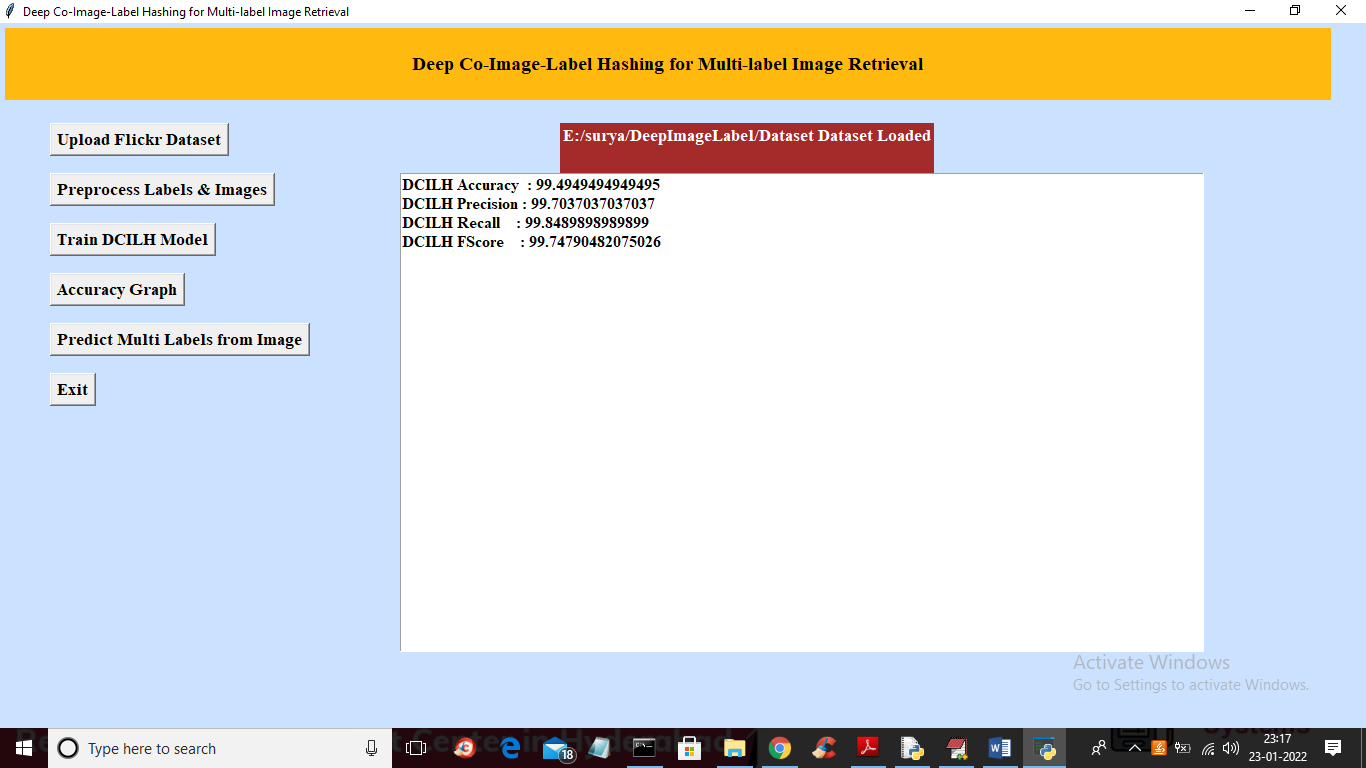 Deep Co-Image-Label Hashing for Multi-label Image Retrieval
Deep Co-Image-Label Hashing for Multi-label Image Retrieval
Upload Flickr Dataset
E:/surya/DeepImageLabel/Dataset Dataset Loaded
Preprocess Labels & Images
DCILH Accuracy : 99.4949494949495
DCILH Precision : 99.7037037037037
DCILH Recall : 99.8489898989899
DCILH FScore : 99.74790482075026
Train DCILH Model
Accuracy Graph
Predict Multi Labels from Image
Exit
Activate Windows
Go to Settings to activate Windows.
Type here to search
18
23:17
23-01-2022